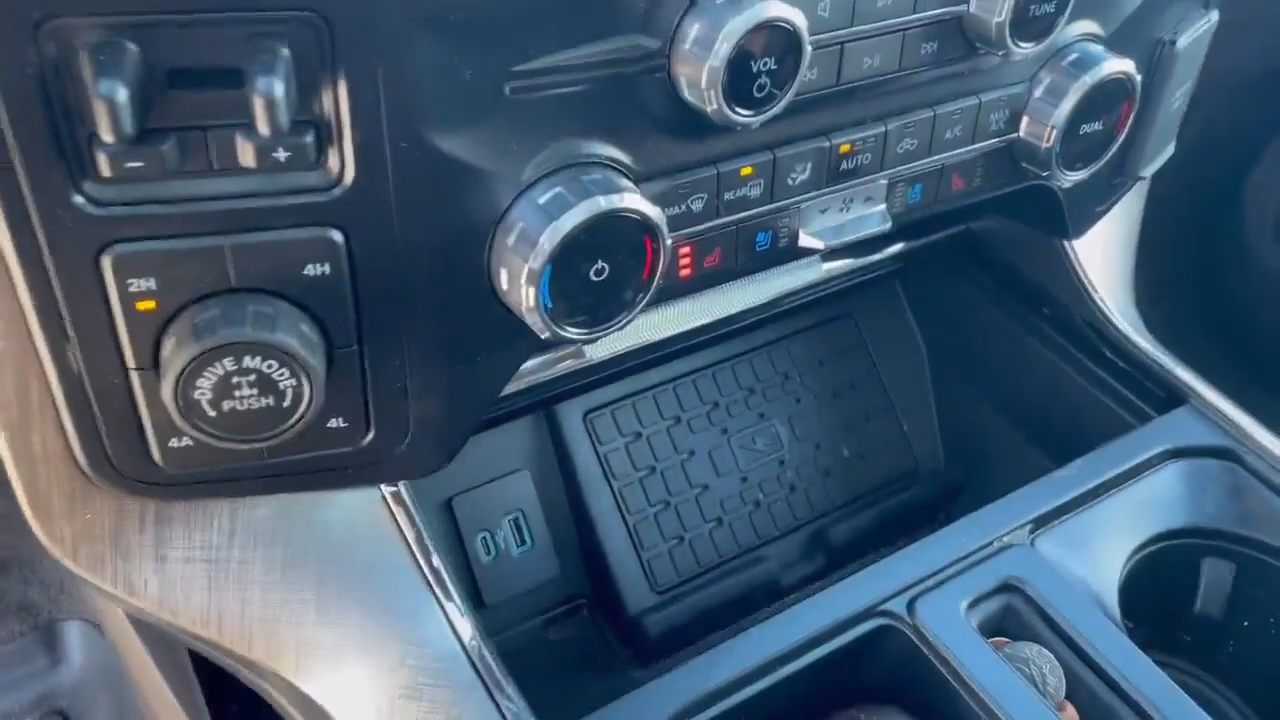 TUNE
VOL
DUAL
A/C
MAX A/C
AUTO
REAR
MAX
2H
4H
DRIVE MODE
PUSH
4A
4L